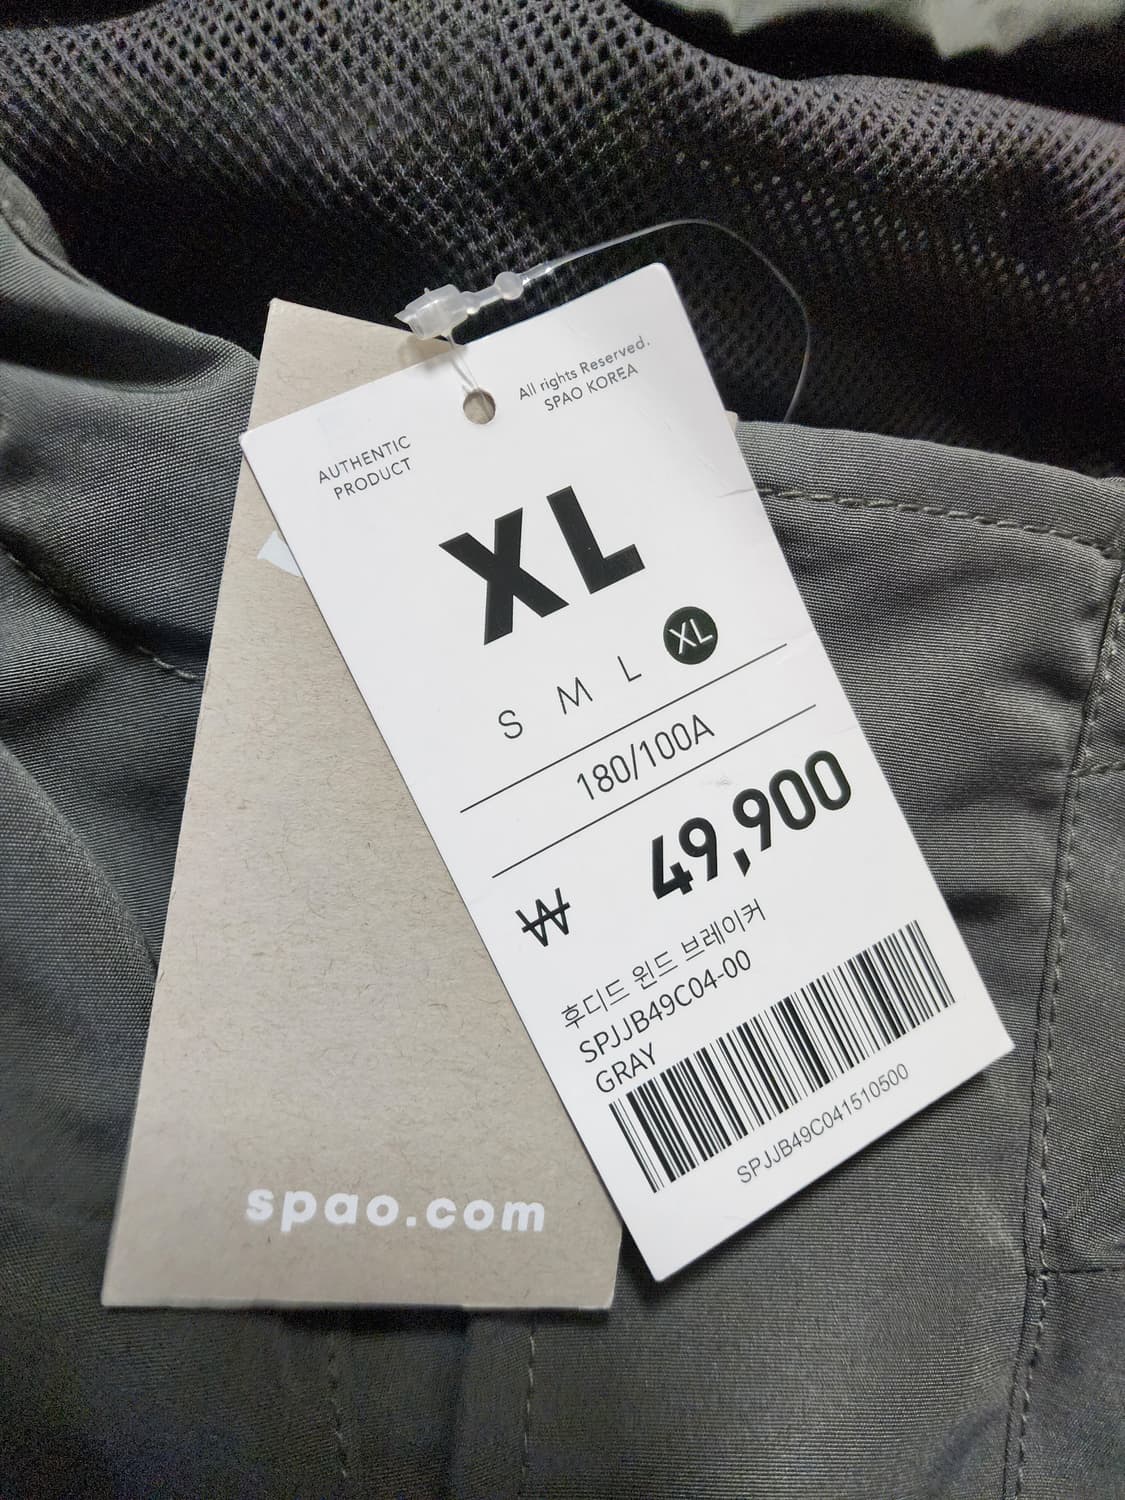 All rights Reserved.
SPAO KOREA
AUTHENTIC
PRODUCT
XL
S M L XL
180/100A
₩ 49,900
후디드 윈드 브레이커
SPJJB49C04-00
GRAY
SPJJB49C041510500
spao.com